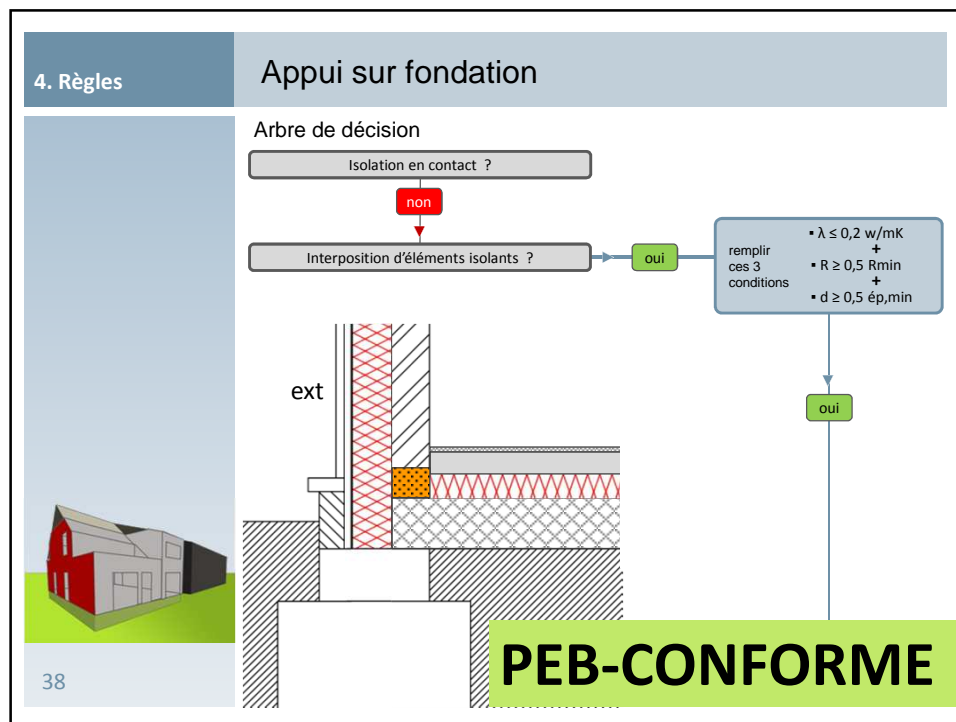 4. Règles
Appui sur fondation
Arbre de décision
Isolation en contact ?
non
Interposition d'éléments isolants ?
oui
remplir
ces 3
conditions
▪ λ ≤ 0,2 w/mK
+
▪ R ≥ 0,5 Rmin
+
▪ d ≥ 0,5 ép,min
oui
ext
PEB-CONFORME
38